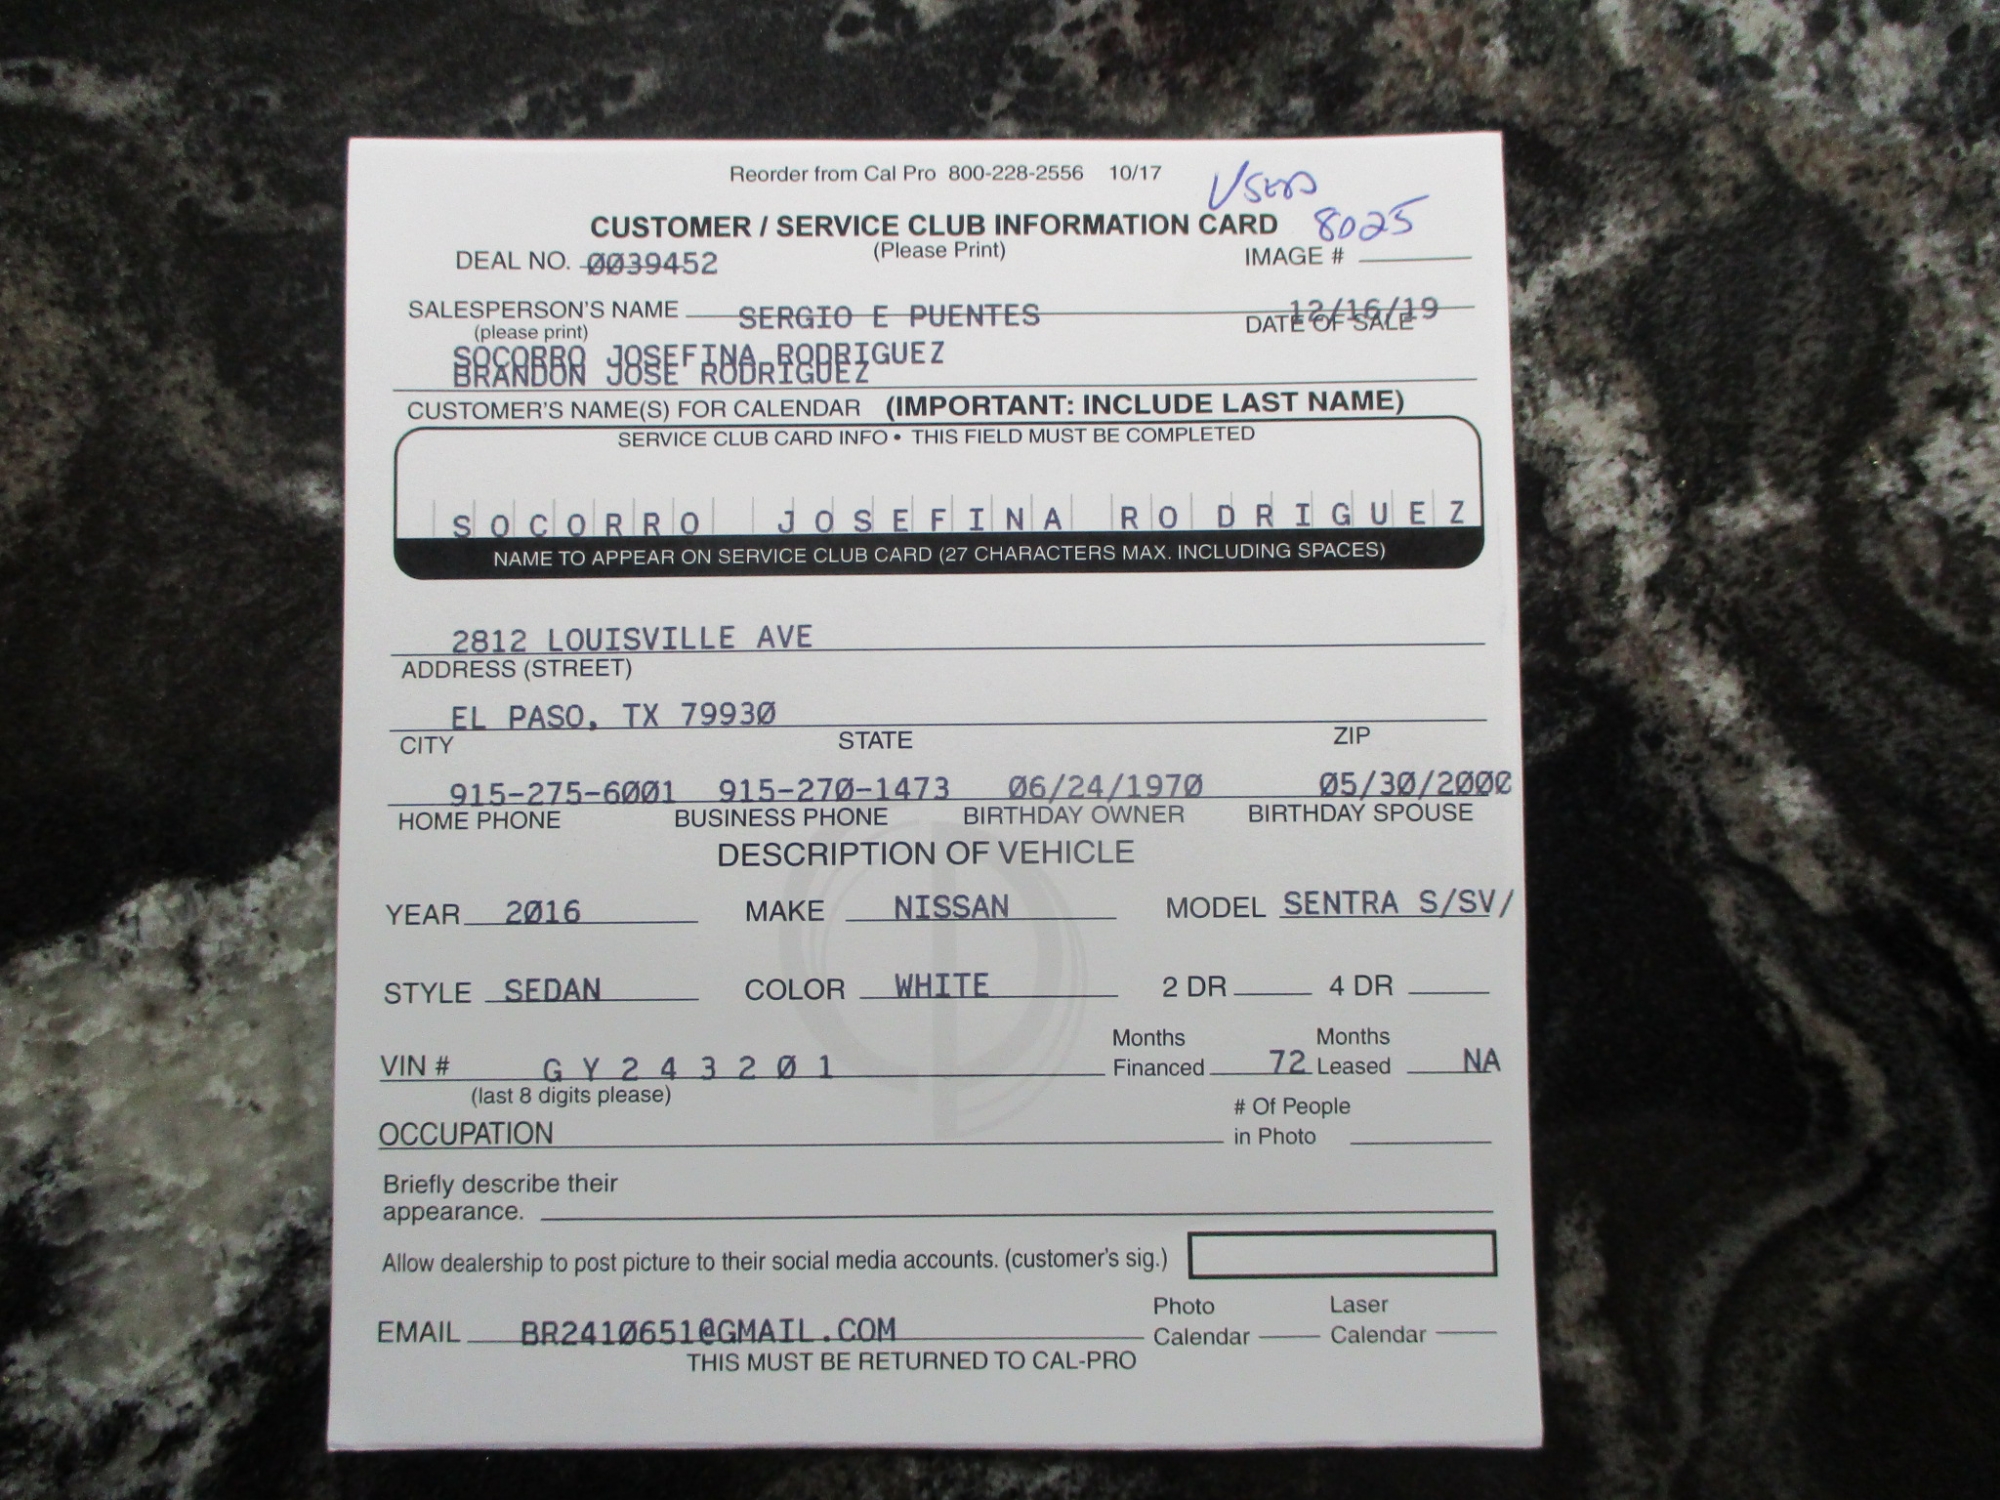 Reorder from Cal Pro 800-228-2556 10/17
Used
CUSTOMER / SERVICE CLUB INFORMATION CARD 8025
DEAL NO. 0039452 (Please Print) IMAGE #
SALESPERSON'S NAME SERGIO E PUENTES 12/16/19
(please print) DATE OF SALE
SOCORRO JOSEFINA RODRIGUEZ
BRANDON JOSE RODRIGUEZ
CUSTOMER'S NAME(S) FOR CALENDAR (IMPORTANT: INCLUDE LAST NAME)
SERVICE CLUB CARD INFO • THIS FIELD MUST BE COMPLETED
SOCORRO JOSEFINA RODRIGUEZ
NAME TO APPEAR ON SERVICE CLUB CARD (27 CHARACTERS MAX. INCLUDING SPACES)
2812 LOUISVILLE AVE
ADDRESS (STREET)
EL PASO, TX 79930
CITY STATE ZIP
915-275-6001 915-270-1473 06/24/1970 05/30/2000
HOME PHONE BUSINESS PHONE BIRTHDAY OWNER BIRTHDAY SPOUSE
DESCRIPTION OF VEHICLE
YEAR 2016 MAKE NISSAN MODEL SENTRA S/SV/
STYLE SEDAN COLOR WHITE 2 DR 4 DR
Months Months
VIN # GY243201 Financed 72 Leased NA
(last 8 digits please)
# Of People
OCCUPATION in Photo
Briefly describe their
appearance.
Allow dealership to post picture to their social media accounts. (customer's sig.)
Photo Laser
EMAIL BR2410651@GMAIL.COM Calendar Calendar
THIS MUST BE RETURNED TO CAL-PRO